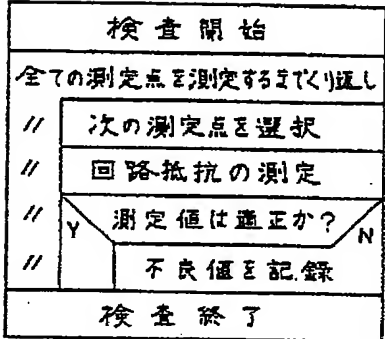 検査開始
全ての測定点を測定するまでくり返し
〃 次の測定点を選択
〃 回路抵抗の測定
〃 Y 測定値は適正か? N
〃 不良値を記録
検査終了